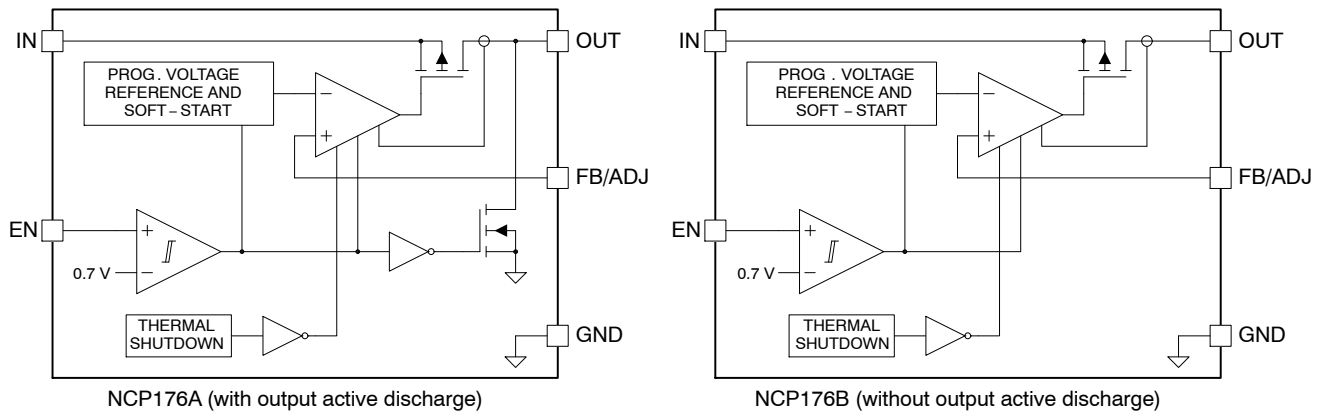 IN
OUT
PROG . VOLTAGE
REFERENCE AND
SOFT – START
−
+
FB/ADJ
EN
+
0.7 V
−
THERMAL
SHUTDOWN
GND
NCP176A (with output active discharge)
IN
OUT
PROG . VOLTAGE
REFERENCE AND
SOFT – START
−
+
FB/ADJ
EN
+
0.7 V
−
THERMAL
SHUTDOWN
GND
NCP176B (without output active discharge)